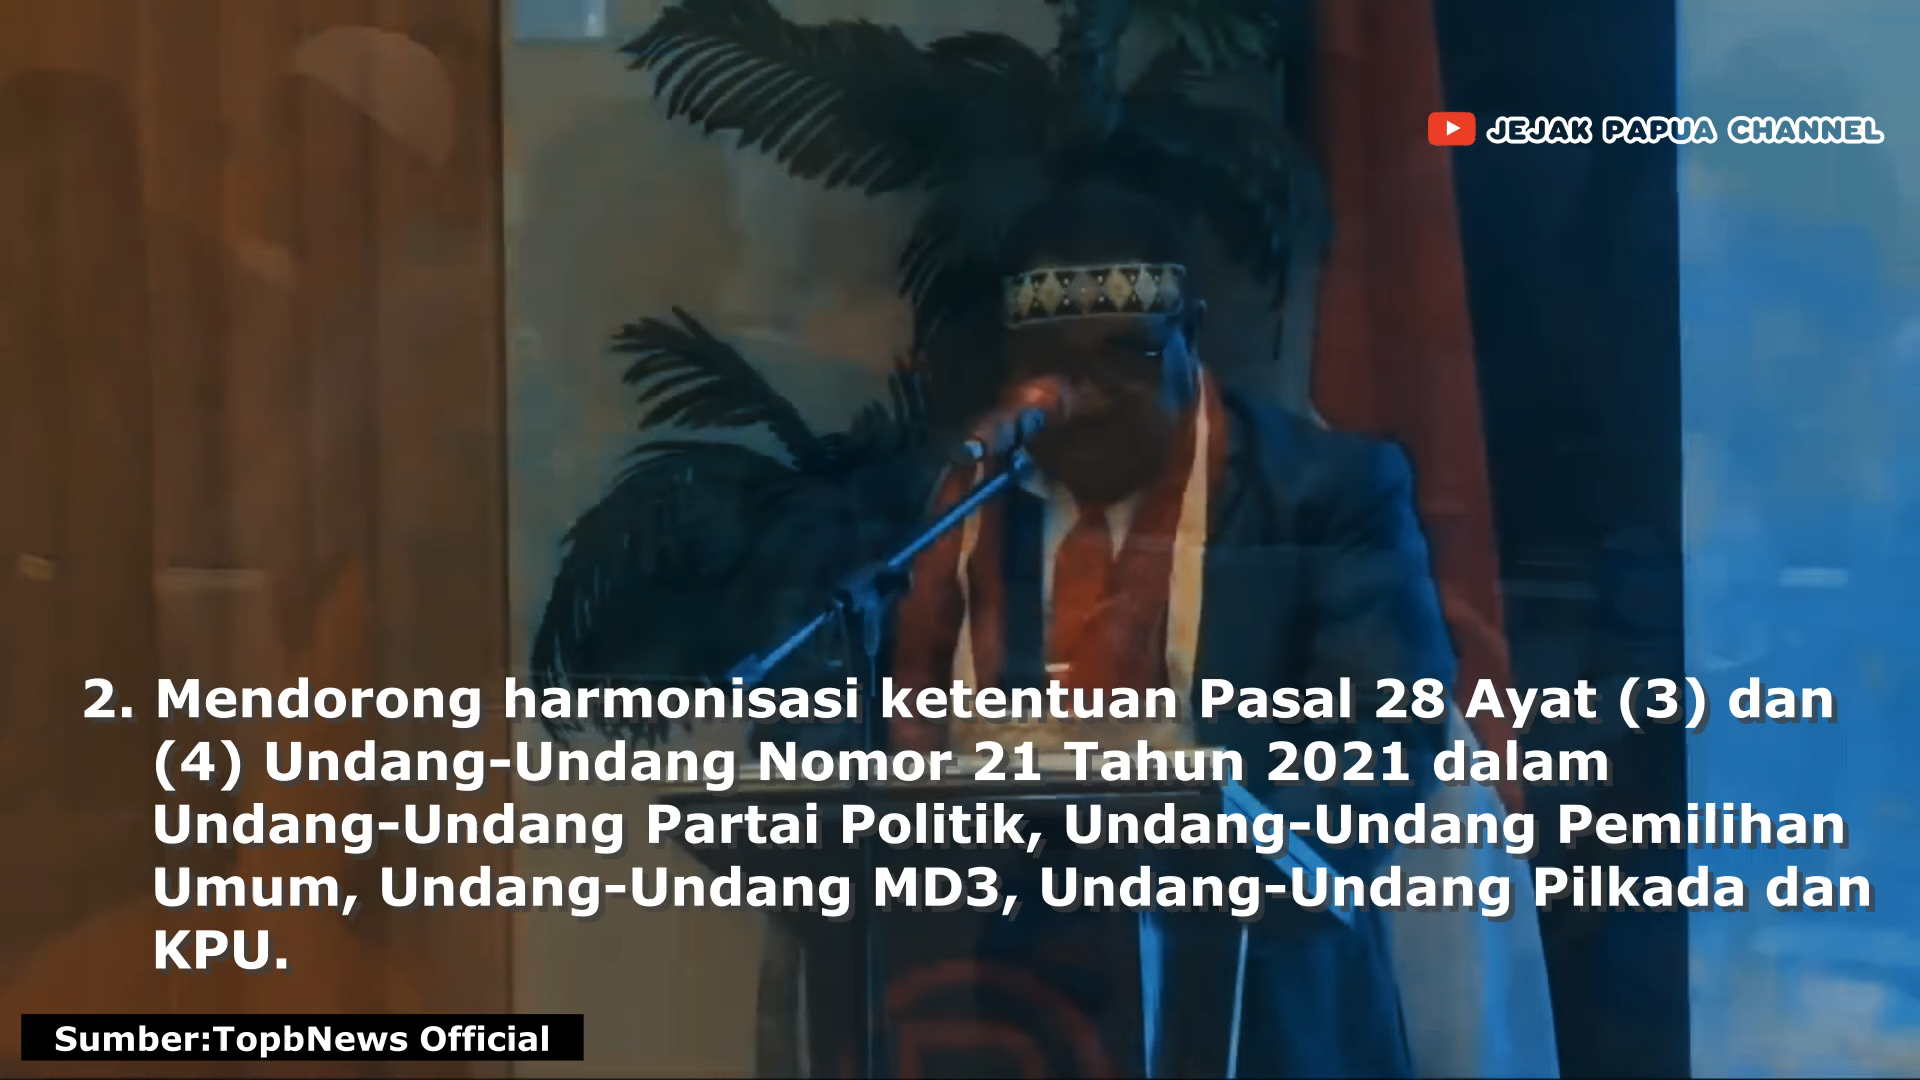 JEJAK PAPUA CHANNEL
2. Mendorong harmonisasi ketentuan Pasal 28 Ayat (3) dan
(4) Undang-Undang Nomor 21 Tahun 2021 dalam
Undang-Undang Partai Politik, Undang-Undang Pemilihan
Umum, Undang-Undang MD3, Undang-Undang Pilkada dan
KPU.
Sumber:TopbNews Official